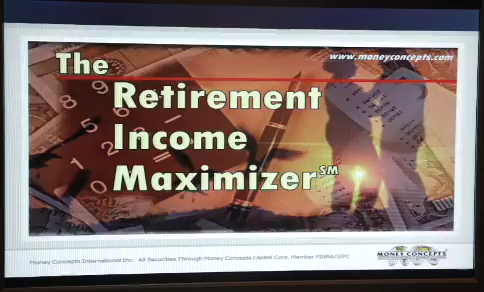 www.moneyconcepts.com
The
Retirement
Income
Maximizer℠
Money Concepts International Inc. All Securities Through Money Concepts Capital Corp. Member FINRA/SIPC
MONEY CONCEPTS